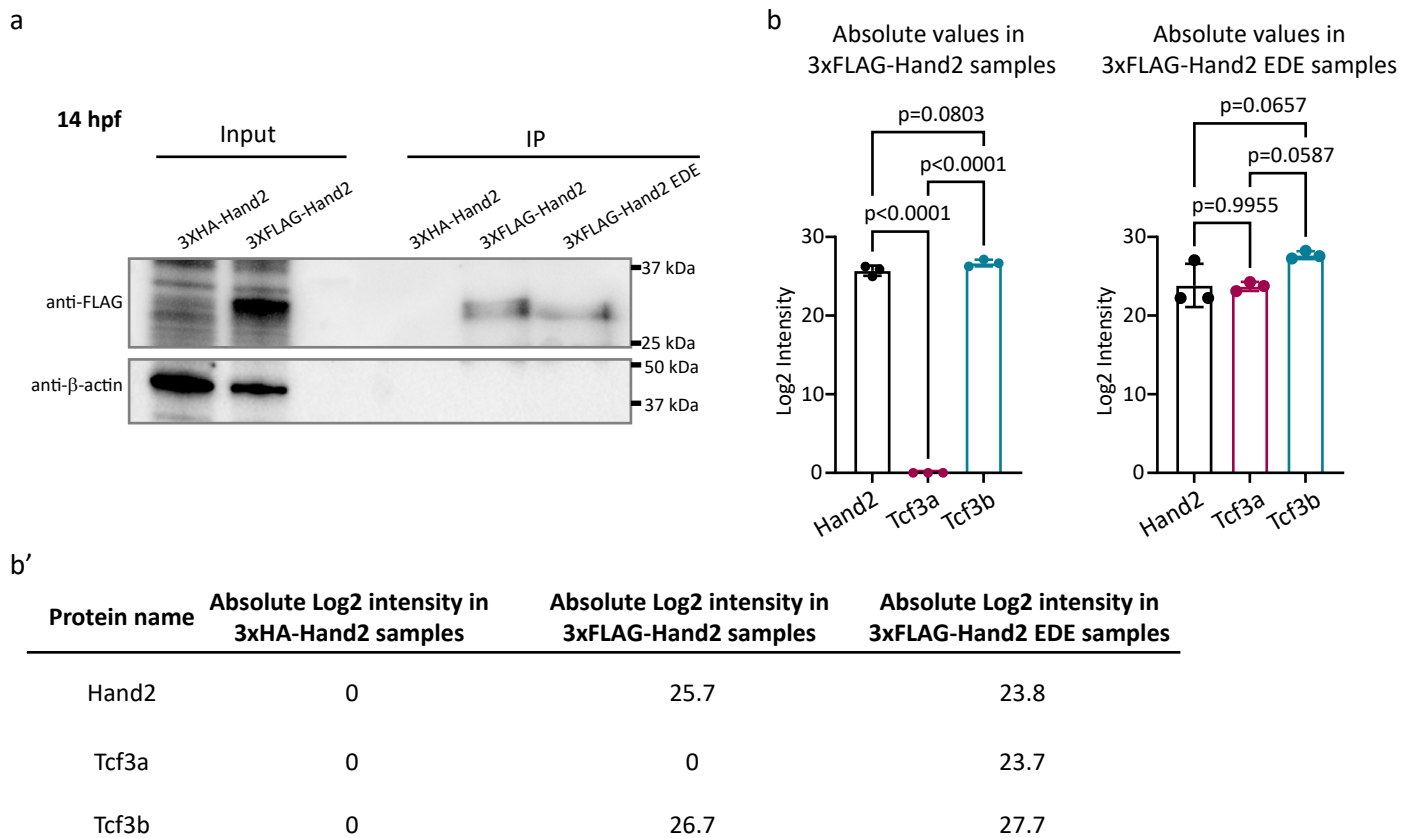 a
14 hpf
Input
IP
3XHA-Hand2
3XFLAG-Hand2
3XHA-Hand2
3XFLAG-Hand2
3XFLAG-Hand2 EDE
anti-FLAG
37 kDa
25 kDa
anti-β-actin
50 kDa
37 kDa
b
Absolute values in
3xFLAG-Hand2 samples
p=0.0803
p<0.0001
p<0.0001
Log2 Intensity
30
20
10
0
Hand2
Tcf3a
Tcf3b
Absolute values in
3xFLAG-Hand2 EDE samples
p=0.0657
p=0.0587
p=0.9955
Log2 Intensity
30
20
10
0
Hand2
Tcf3a
Tcf3b
b’
Protein name Absolute Log2 intensity in 3xHA-Hand2 samples Absolute Log2 intensity in 3xFLAG-Hand2 samples Absolute Log2 intensity in 3xFLAG-Hand2 EDE samples
Hand2 0 25.7 23.8
Tcf3a 0 0 23.7
Tcf3b 0 26.7 27.7